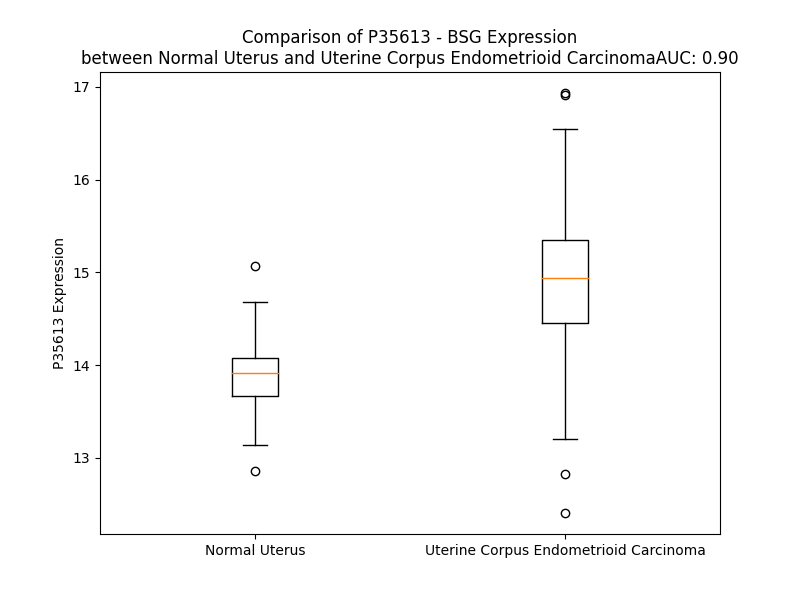 Comparison of P35613 - BSG Expression
between Normal Uterus and Uterine Corpus Endometrioid CarcinomaAUC: 0.90
17
16
15
14
13
P35613 Expression
Normal Uterus
Uterine Corpus Endometrioid Carcinoma